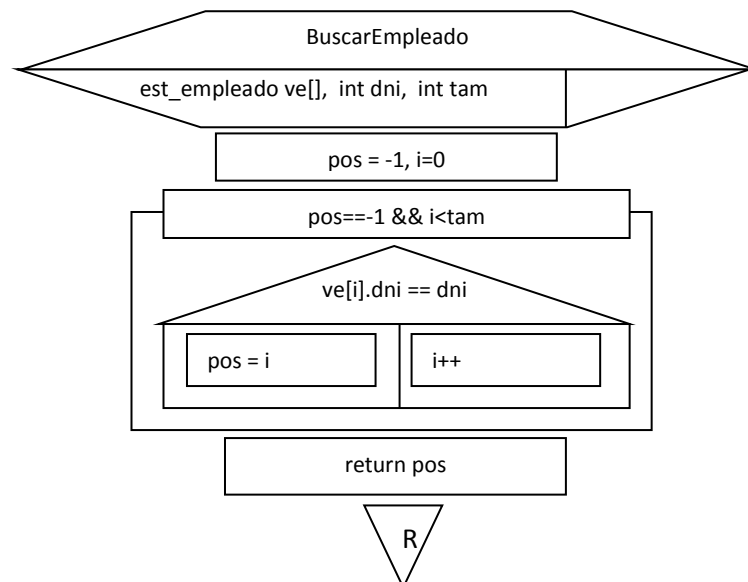 BuscarEmpleado
est_empleado ve[], int dni, int tam
pos = -1, i=0
pos==-1 && i<tam
ve[i].dni == dni
pos = i
i++
return pos
R